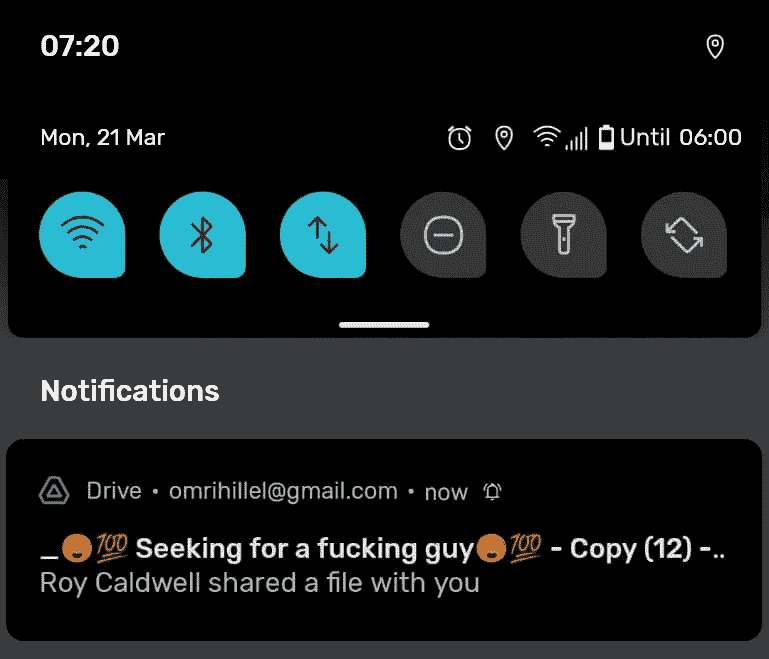 07:20
Mon, 21 Mar Until 06:00
Notifications
Drive • omrihillel@gmail.com • now
_😡💯 Seeking for a fucking guy😡💯 - Copy (12) -..
Roy Caldwell shared a file with you